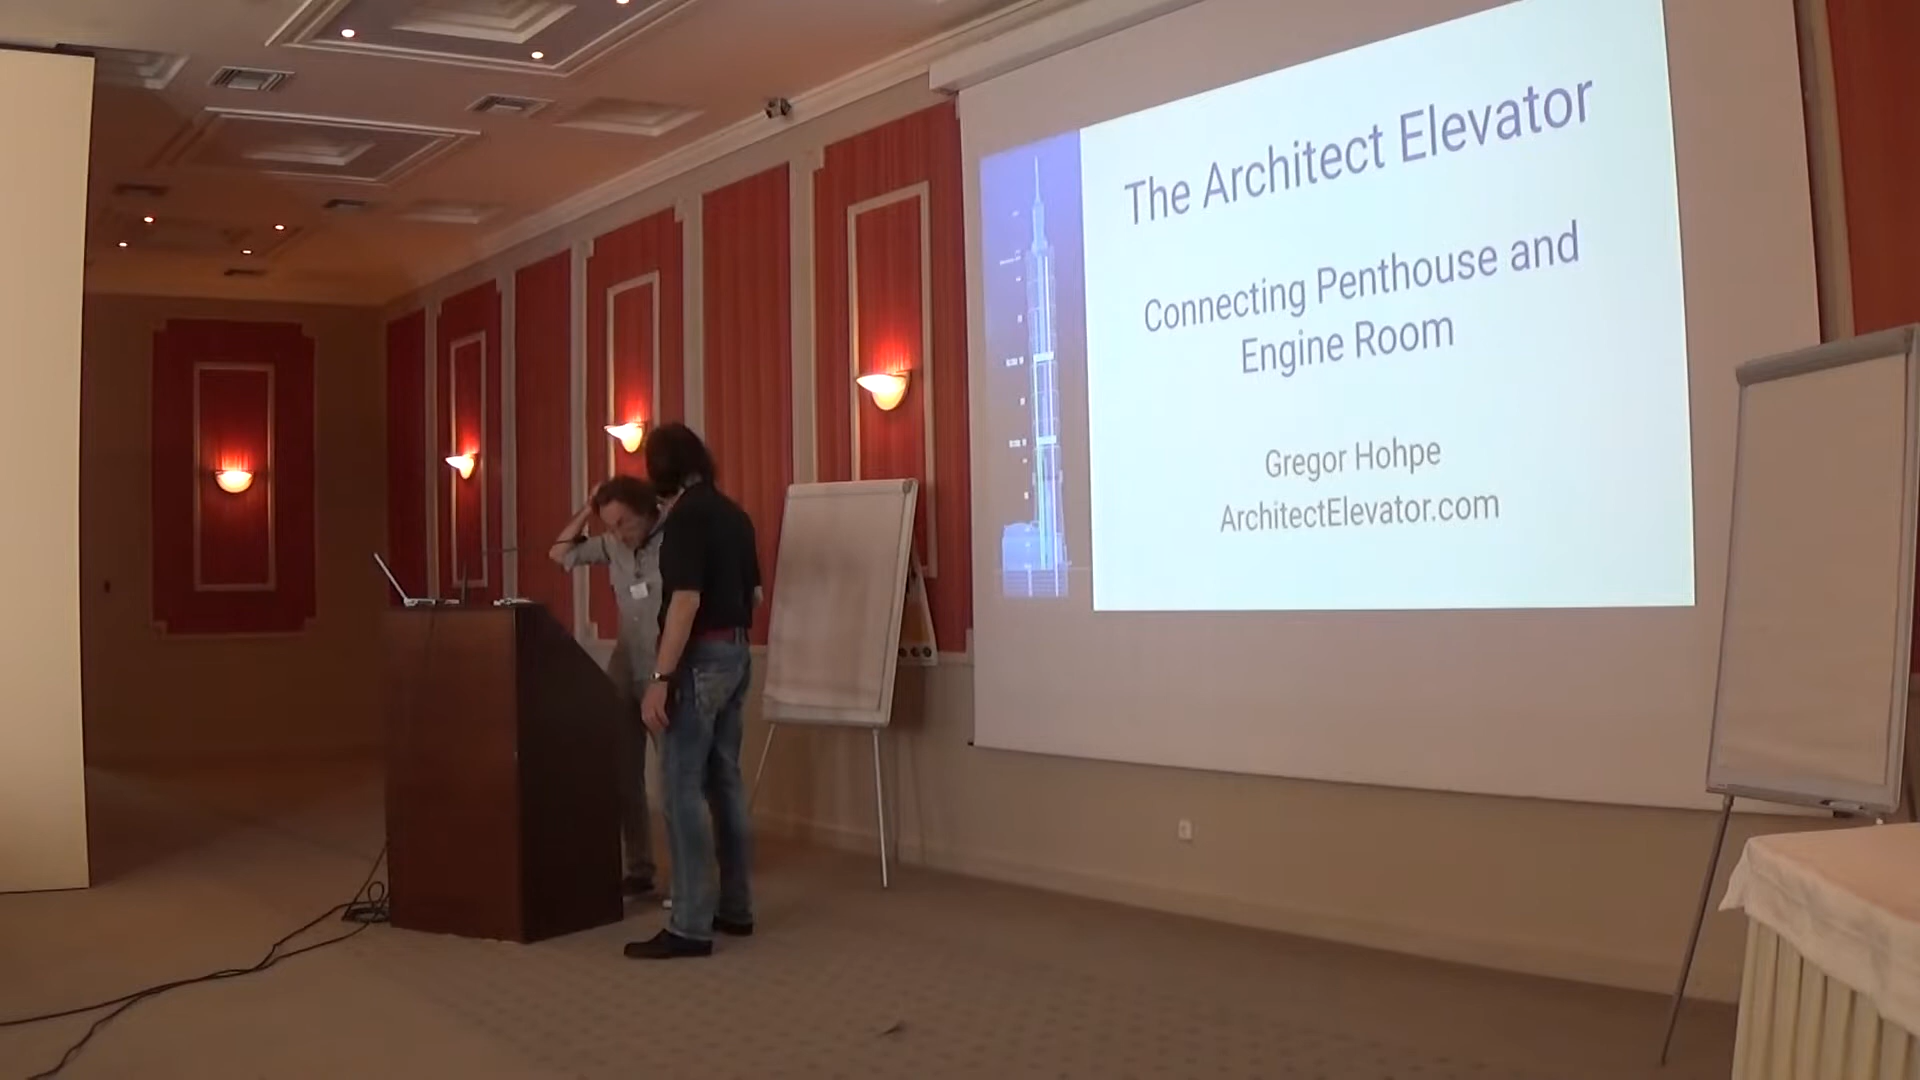 The Architect Elevator
Connecting Penthouse and
Engine Room
Gregor Hohpe
ArchitectElevator.com